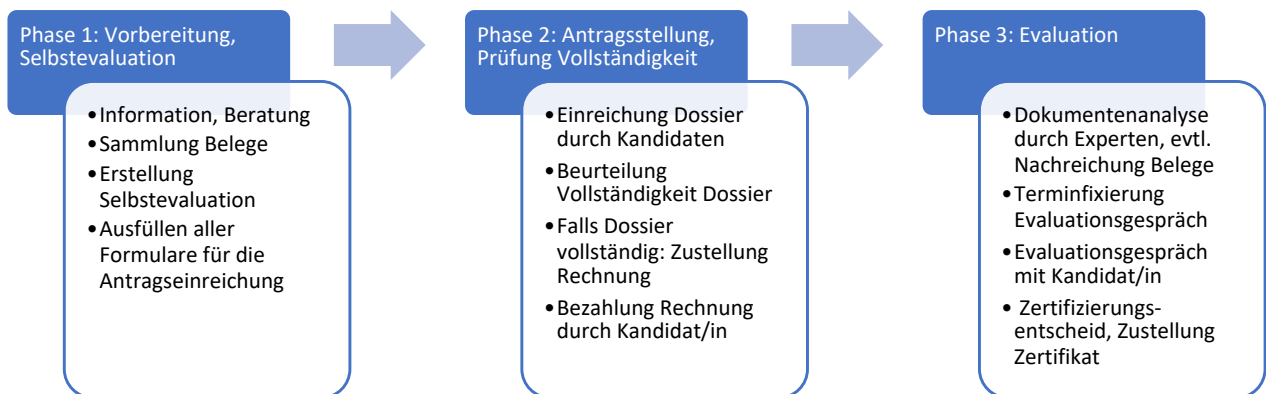 Phase 1: Vorbereitung,
Selbstevaluation
•Information, Beratung
•Sammlung Belege
•Erstellung
Selbstevaluation
•Ausfüllen aller
Formulare für die
Antragseinreichung
Phase 2: Antragsstellung,
Prüfung Vollständigkeit
•Einreichung Dossier
durch Kandidaten
•Beurteilung
Vollständigkeit Dossier
•Falls Dossier
vollständig: Zustellung
Rechnung
•Bezahlung Rechnung
durch Kandidat/in
Phase 3: Evaluation
•Dokumentenanalyse
durch Experten, evtl.
Nachreichung Belege
•Terminfixierung
Evaluationsgespräch
•Evaluationsgespräch
mit Kandidat/in
• Zertifizierungs-
entscheid, Zustellung
Zertifikat